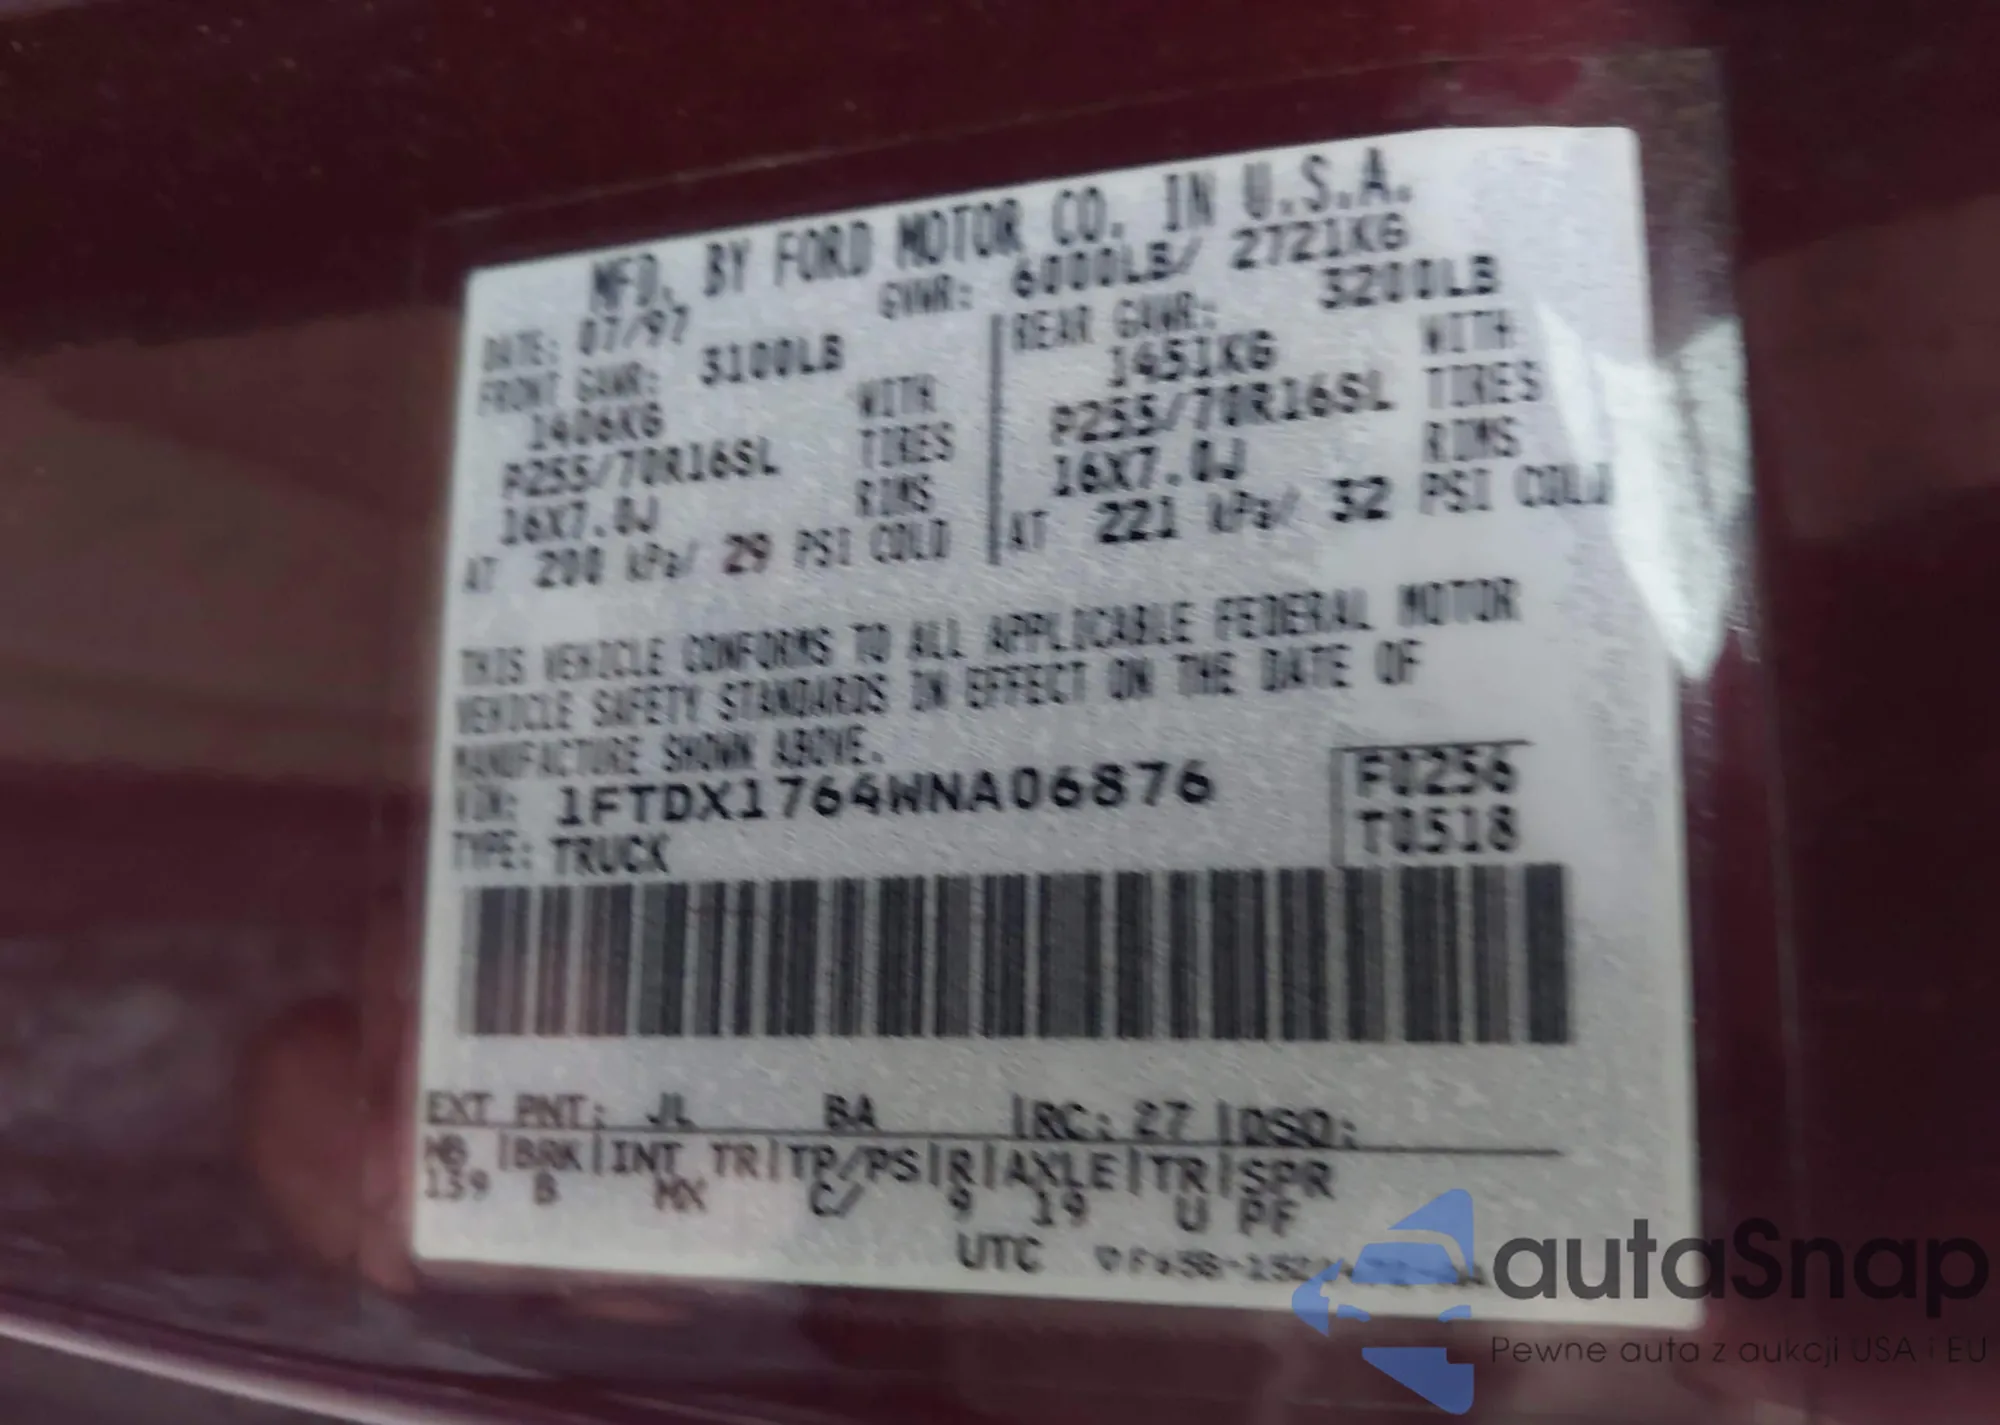 MFD. BY FORD MOTOR CO. IN U.S.A.
DATE: 07/97 GVWR: 6000LB/ 2721KG
FRONT GAWR: 3100LB
1406KG WITH
P255/70R16SL TIRES
16X7.0J RIMS
AT 200 kPa/ 29 PSI COLD
REAR GAWR: 3200LB
1451KG WITH
P255/70R16SL TIRES
16X7.0J RIMS
AT 221 kPa/ 32 PSI COLD
THIS VEHICLE CONFORMS TO ALL APPLICABLE FEDERAL MOTOR
VEHICLE SAFETY STANDARDS IN EFFECT ON THE DATE OF
MANUFACTURE SHOWN ABOVE.
VIN: 1FTDX1764WNA06876
TYPE: TRUCK
F0256
T0518
EXT PNT: JL BA |RC: 27 |DSO:
WB |BRK|INT TR|TP/PS|R|AXLE|TR|SPR
139 B MX C/ 9 19 U PF
UTC
autaSnap
Pewne auta z aukcji USA i EU